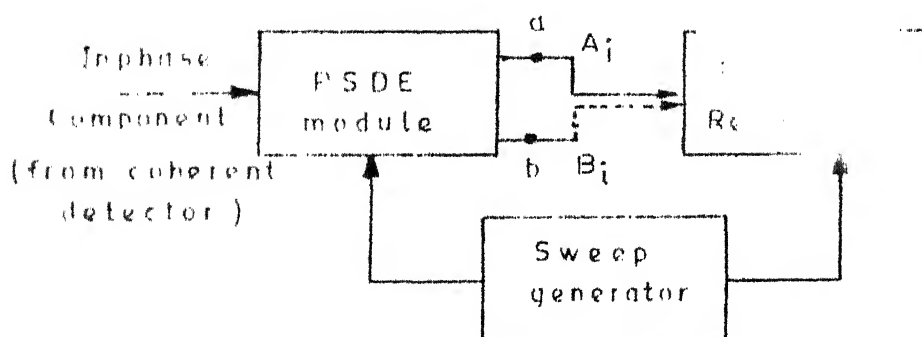 Inphase
Component
(from coherent
detector)
PSDE
module
a
Ai
b
Bi
Sweep
generator